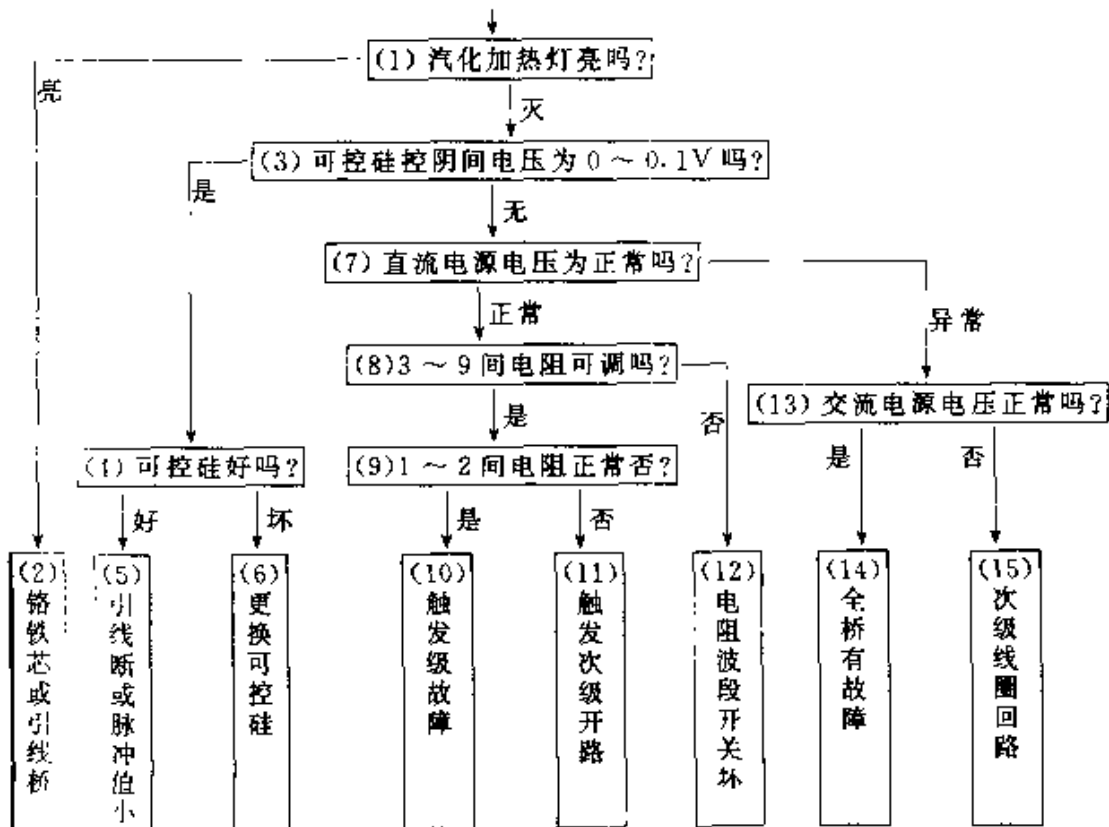 (1)汽化加热灯亮吗?
亮
灭
(3)可控硅控阴间电压为0～0.1V吗?
是
无
(7)直流电源电压为正常吗?
正常
异常
(8)3～9间电阻可调吗?
(13)交流电源电压正常吗?
是
否
是
否
(4)可控硅好吗?
(9)1～2间电阻正常否?
好
坏
是
否
(2)铬铁芯或引线桥
(5)引线断或脉冲值小
(6)更换可控硅
(10)触发级故障
(11)触发次级开路
(12)电阻波段开关坏
(14)全桥有故障
(15)次级线圈回路